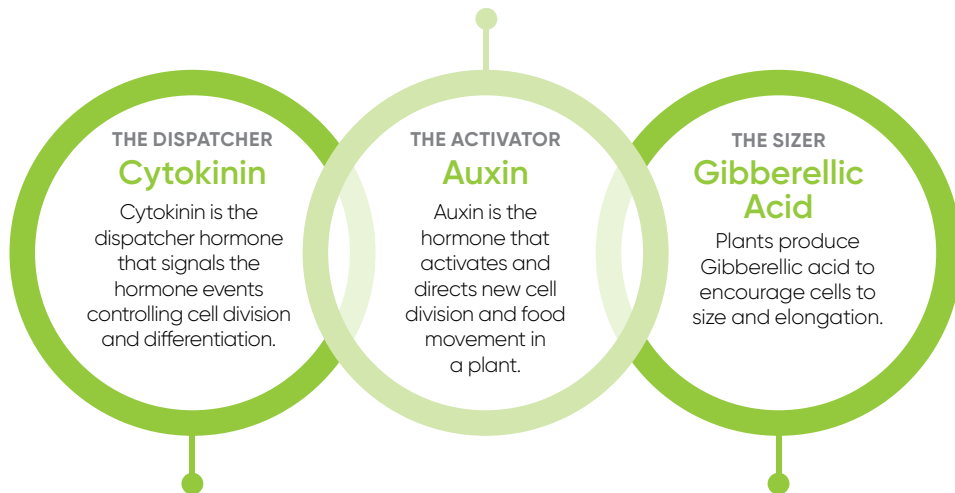 THE DISPATCHER
Cytokinin
Cytokinin is the
dispatcher hormone
that signals the
hormone events
controlling cell division
and differentiation.
THE ACTIVATOR
Auxin
Auxin is the
hormone that
activates and
directs new cell
division and food
movement in
a plant.
THE SIZER
Gibberellic
Acid
Plants produce
Gibberellic acid to
encourage cells to
size and elongation.